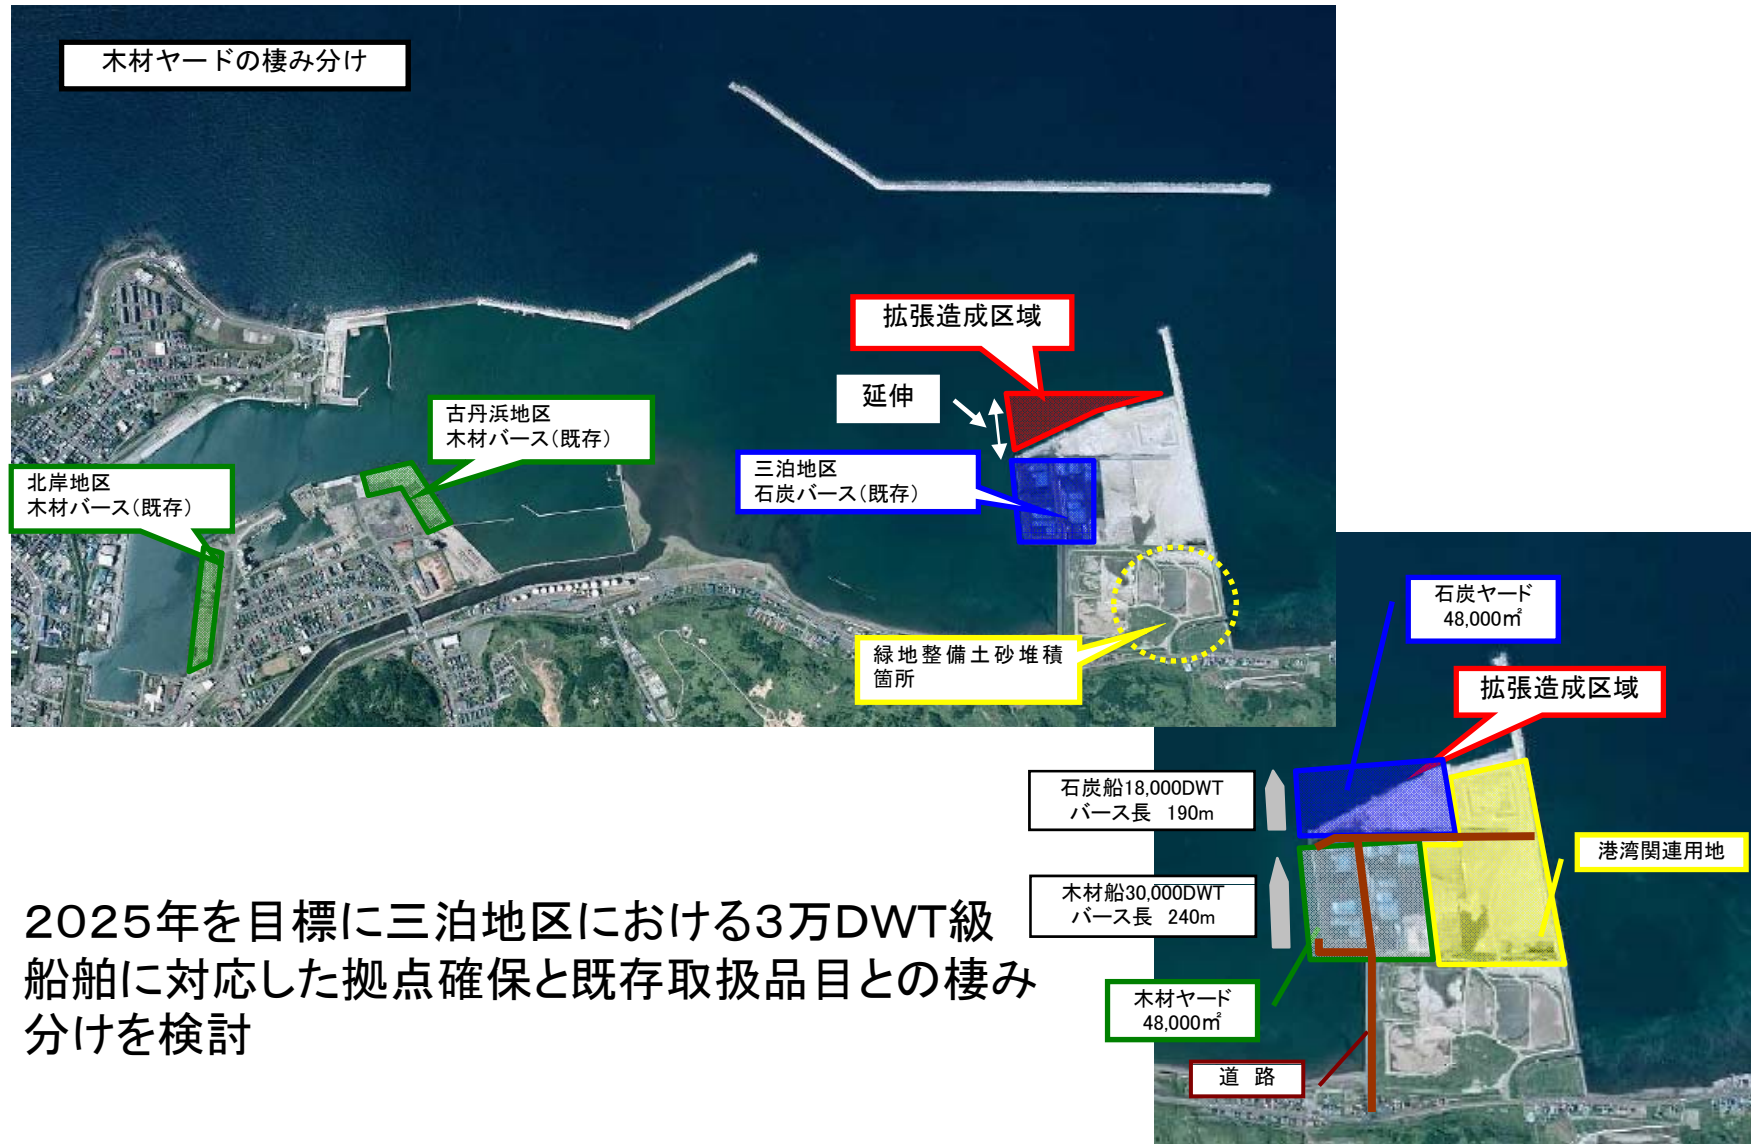 木材ヤードの棲み分け
拡張造成区域
延伸
古丹浜地区
木材バース（既存）
三泊地区
石炭バース（既存）
北岸地区
木材バース（既存）
緑地整備土砂堆積
箇所
石炭ヤード
48,000㎡
拡張造成区域
石炭船18,000DWT
バース長　190m
港湾関連用地
木材船30,000DWT
バース長　240m
木材ヤード
48,000㎡
道　路
2025年を目標に三泊地区における3万DWT級
船舶に対応した拠点確保と既存取扱品目との棲み
分けを検討